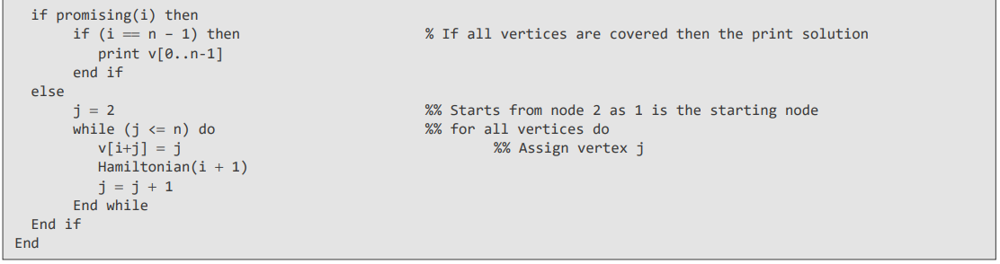 if promising(i) then
if (i == n - 1) then % If all vertices are covered then the print solution
print v[0..n-1]
end if
else
j = 2 %% Starts from node 2 as 1 is the starting node
while (j <= n) do %% for all vertices do
v[i+j] = j %% Assign vertex j
Hamiltonian(i + 1)
j = j + 1
End while
End if
End